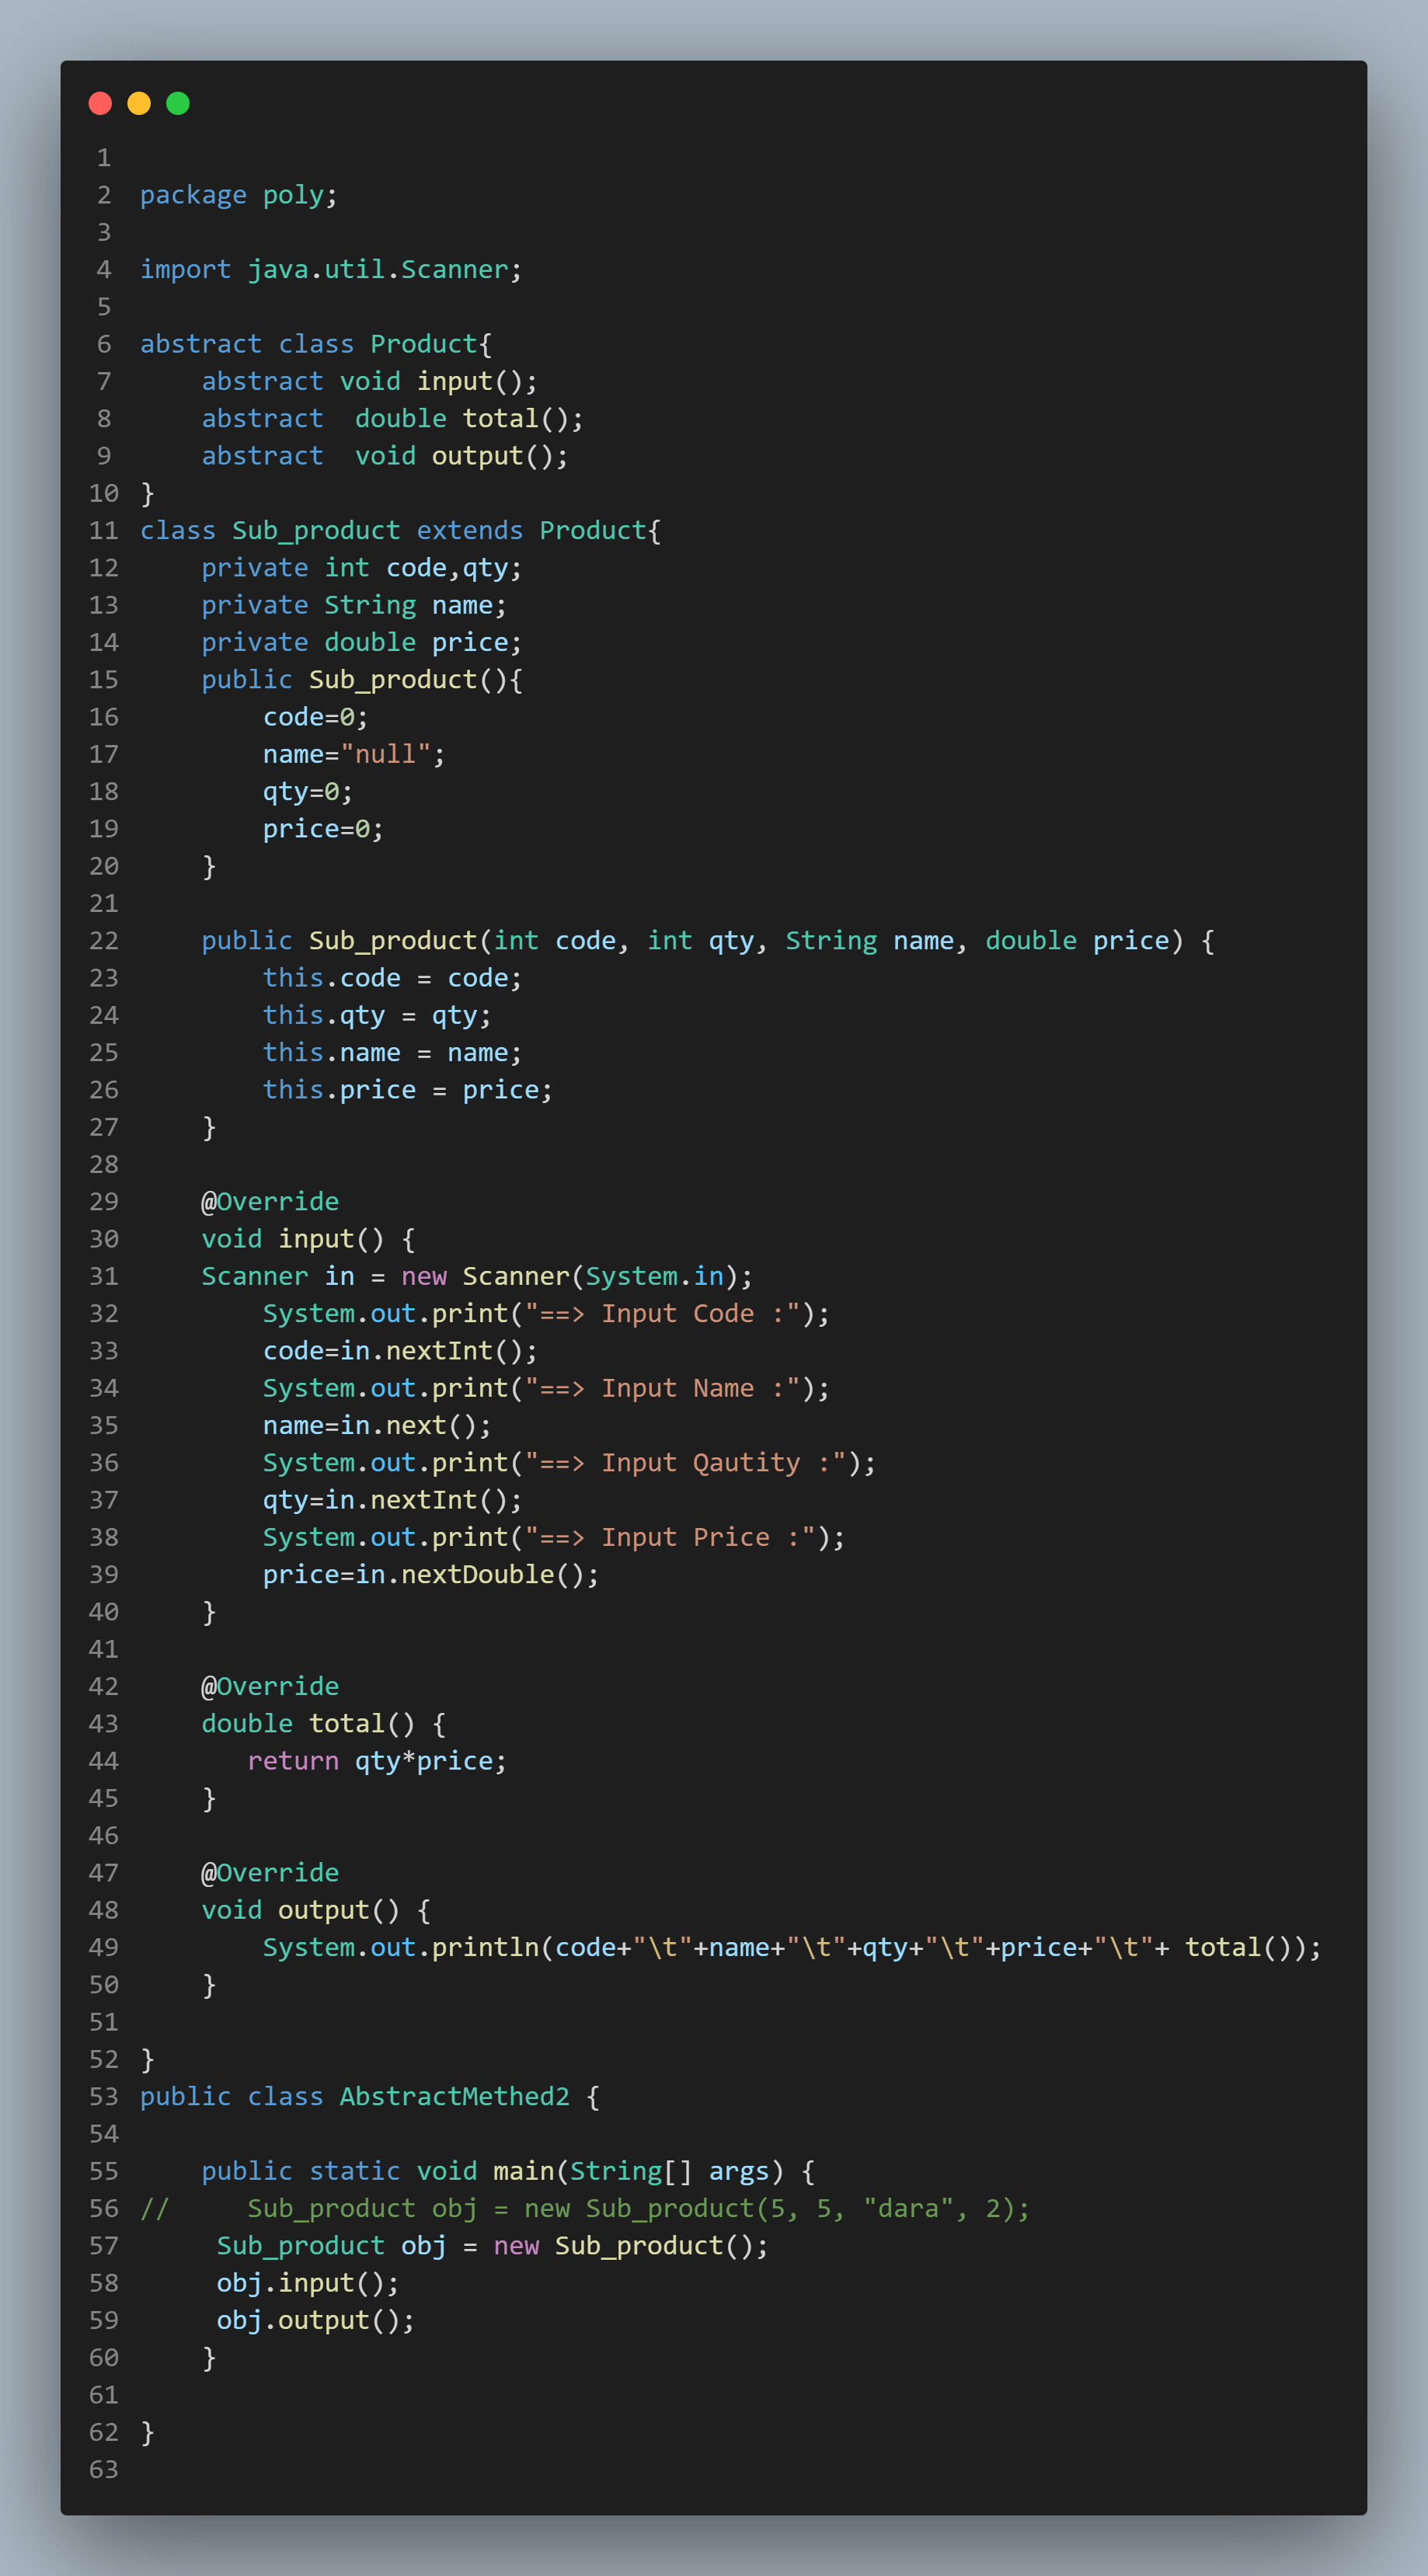 1
2 package poly;
3
4 import java.util.Scanner;
5
6 abstract class Product{
7     abstract void input();
8     abstract  double total();
9     abstract  void output();
10 }
11 class Sub_product extends Product{
12     private int code,qty;
13     private String name;
14     private double price;
15     public Sub_product(){
16         code=0;
17         name="null";
18         qty=0;
19         price=0;
20     }
21
22     public Sub_product(int code, int qty, String name, double price) {
23         this.code = code;
24         this.qty = qty;
25         this.name = name;
26         this.price = price;
27     }
28
29     @Override
30     void input() {
31     Scanner in = new Scanner(System.in);
32         System.out.print("==> Input Code :");
33         code=in.nextInt();
34         System.out.print("==> Input Name :");
35         name=in.next();
36         System.out.print("==> Input Qautity :");
37         qty=in.nextInt();
38         System.out.print("==> Input Price :");
39         price=in.nextDouble();
40     }
41
42     @Override
43     double total() {
44        return qty*price;
45     }
46
47     @Override
48     void output() {
49         System.out.println(code+"\t"+name+"\t"+qty+"\t"+price+"\t"+ total());
50     }
51
52 }
53 public class AbstractMethed2 {
54
55     public static void main(String[] args) {
56 //     Sub_product obj = new Sub_product(5, 5, "dara", 2);
57      Sub_product obj = new Sub_product();
58      obj.input();
59      obj.output();
60     }
61
62 }
63